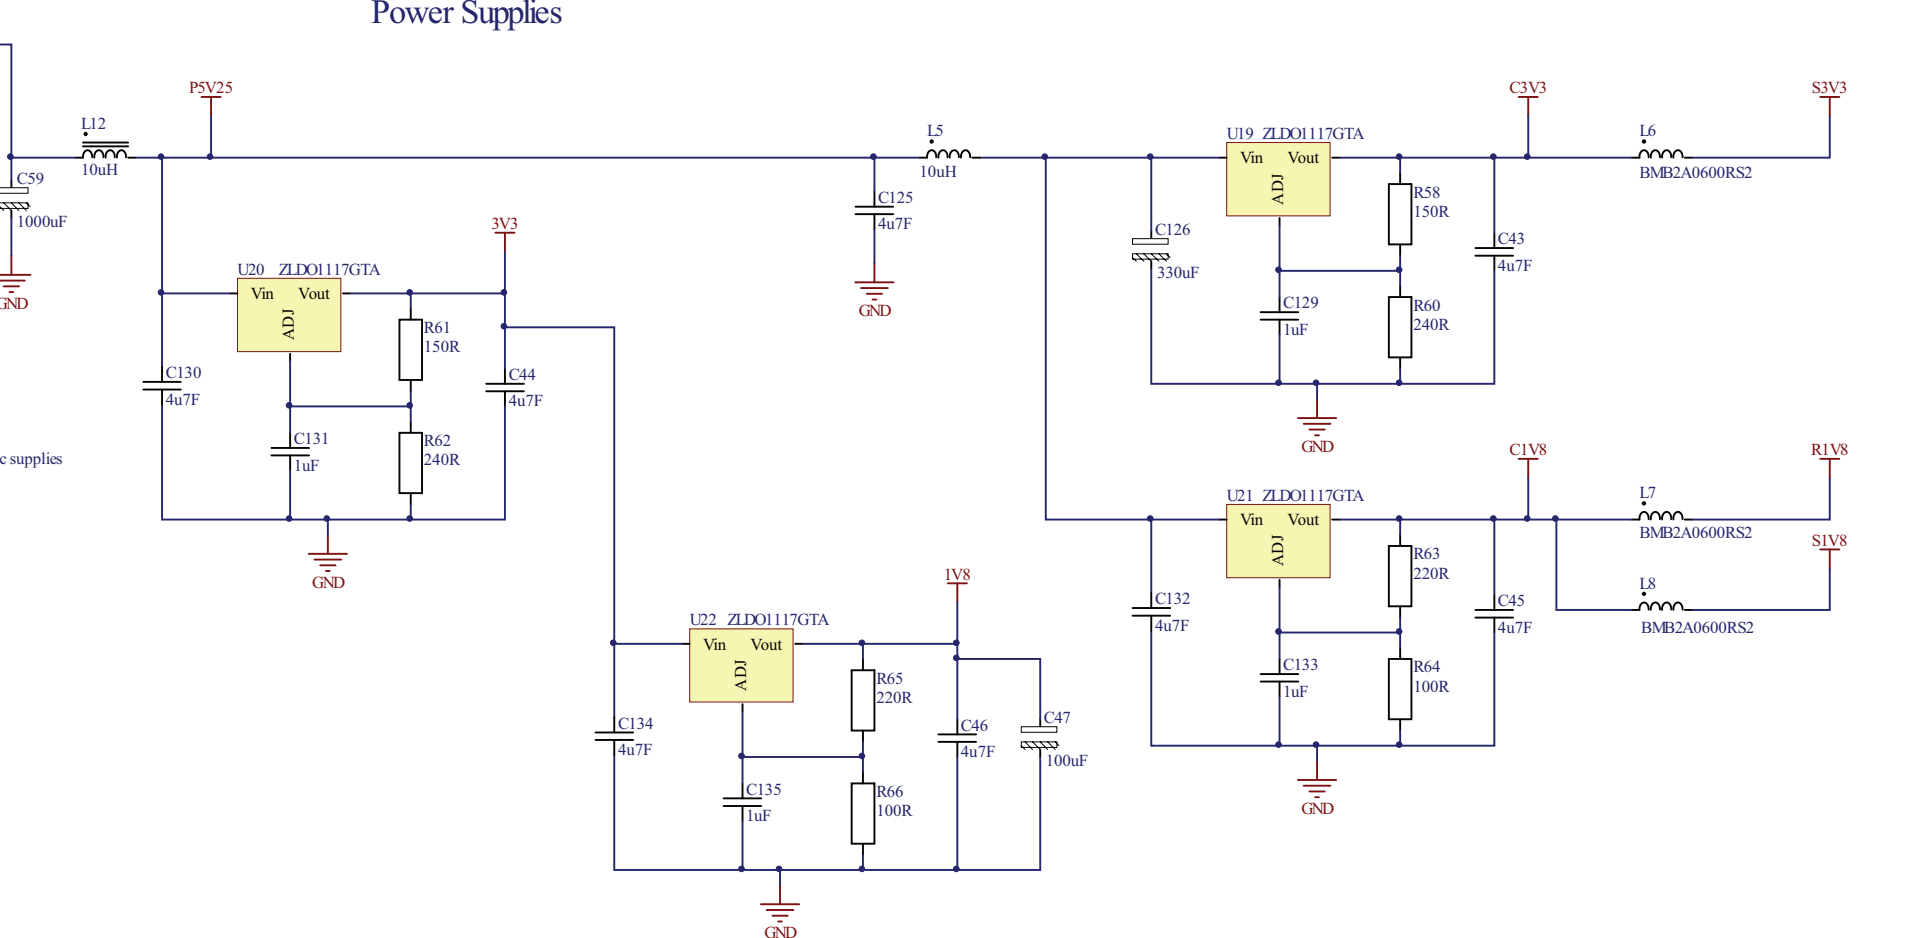 Power Supplies
P5V25
L12
10uH
C59
1000uF
GND
L5
10uH
C125
4u7F
GND
U19 ZLDO1117GTA
Vin Vout
ADJ
C3V3
S3V3
L6
BMB2A0600RS2
R58
150R
C126
330uF
C43
4u7F
C129
1uF
R60
240R
GND
3V3
U20 ZLDO1117GTA
Vin Vout
ADJ
R61
150R
C130
4u7F
C44
4u7F
C131
1uF
R62
240R
GND
c supplies
C1V8
R1V8
U21 ZLDO1117GTA
Vin Vout
ADJ
L7
BMB2A0600RS2
S1V8
R63
220R
L8
BMB2A0600RS2
C132
4u7F
C45
4u7F
C133
1uF
R64
100R
GND
1V8
U22 ZLDO1117GTA
Vin Vout
ADJ
R65
220R
C134
4u7F
C46
4u7F
C47
100uF
C135
1uF
R66
100R
GND